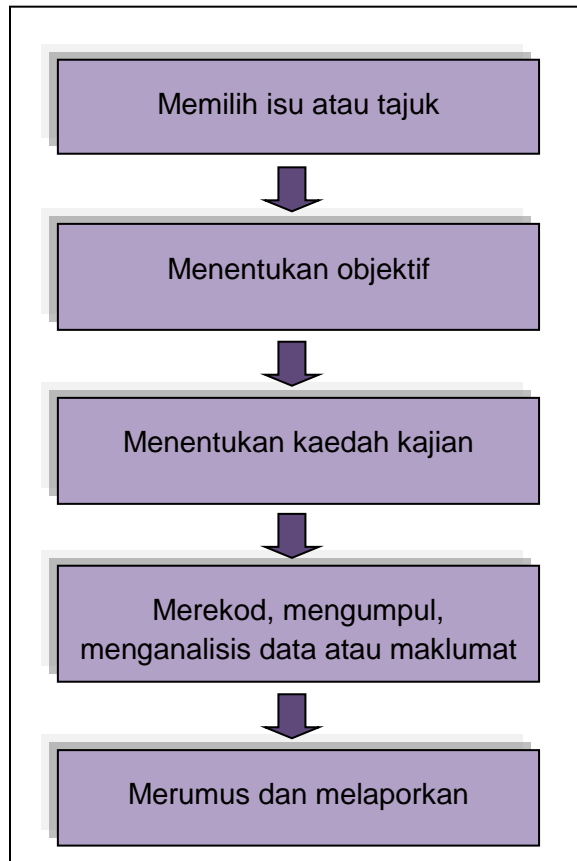 Memilih isu atau tajuk
Menentukan objektif
Menentukan kaedah kajian
Merekod, mengumpul,
menganalisis data atau maklumat
Merumus dan melaporkan